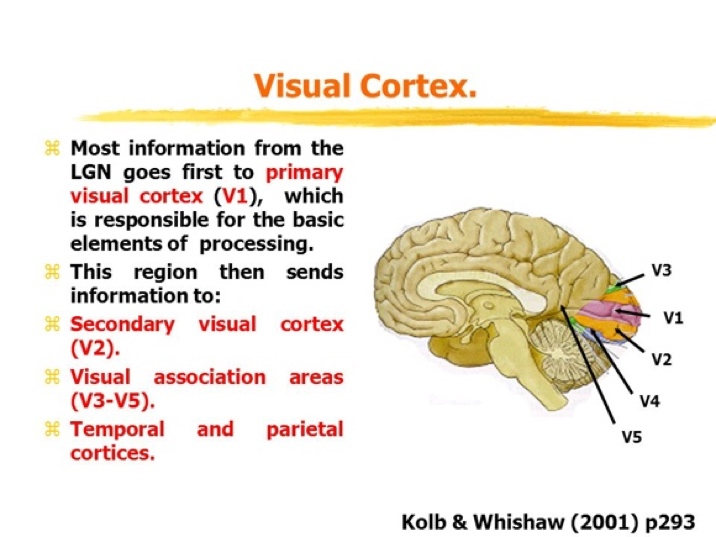 Visual Cortex.
Most information from the
LGN goes first to primary
visual cortex (V1), which
is responsible for the basic
elements of processing.
This region then sends
information to:
Secondary visual cortex
(V2).
Visual association areas
(V3-V5).
Temporal and parietal
cortices.
V3
V1
V2
V4
V5
Kolb & Whishaw (2001) p293